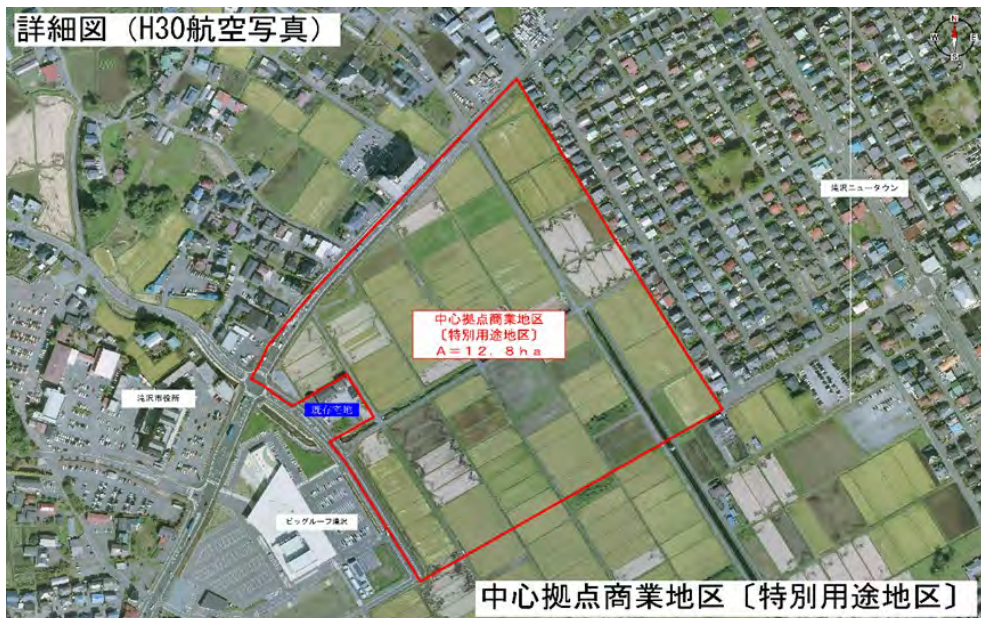 詳細図(H30航空写真)
滝沢ニュータウン
中心拠点商業地区
〔特別用途地区〕
A=12.8ha
滝沢市役所
既存宅地
ビッグルーフ滝沢
中心拠点商業地区〔特別用途地区〕